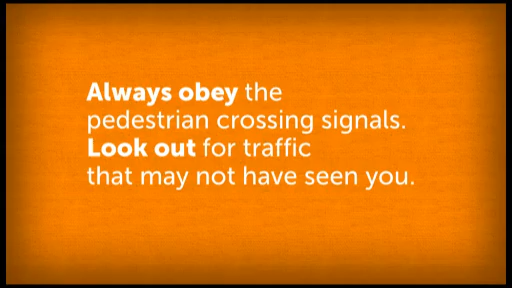 Always obey the
pedestrian crossing signals.
Look out for traffic
that may not have seen you.